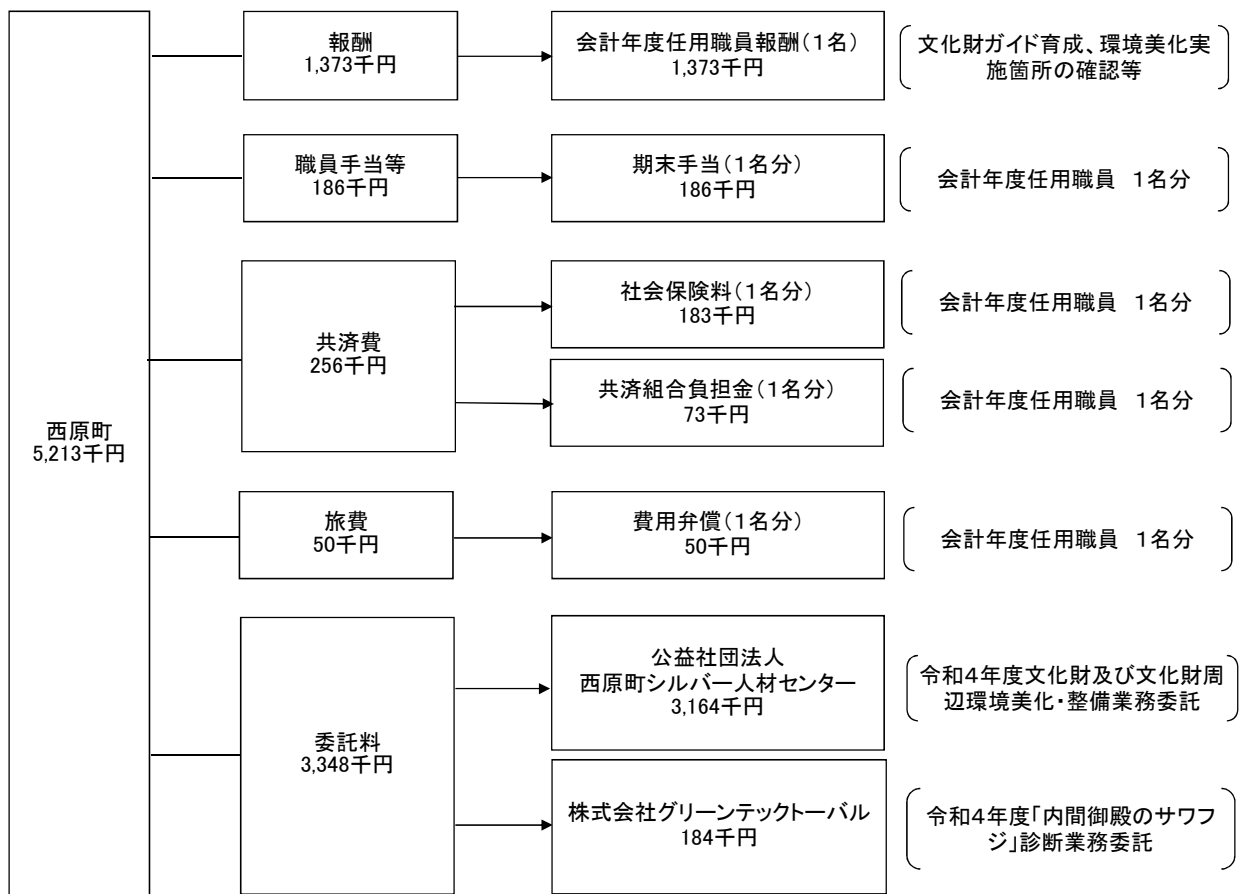 西原町
5,213千円
報酬
1,373千円
会計年度任用職員報酬(1名)
1,373千円
文化財ガイド育成、環境美化実
施箇所の確認等
職員手当等
186千円
期末手当(1名分)
186千円
会計年度任用職員 1名分
共済費
256千円
社会保険料(1名分)
183千円
会計年度任用職員 1名分
共済組合負担金(1名分)
73千円
会計年度任用職員 1名分
旅費
50千円
費用弁償(1名分)
50千円
会計年度任用職員 1名分
委託料
3,348千円
公益社団法人
西原町シルバー人材センター
3,164千円
令和4年度文化財及び文化財周
辺環境美化・整備業務委託
株式会社グリーンテックトーバル
184千円
令和4年度「内間御殿のサワフ
ジ」診断業務委託